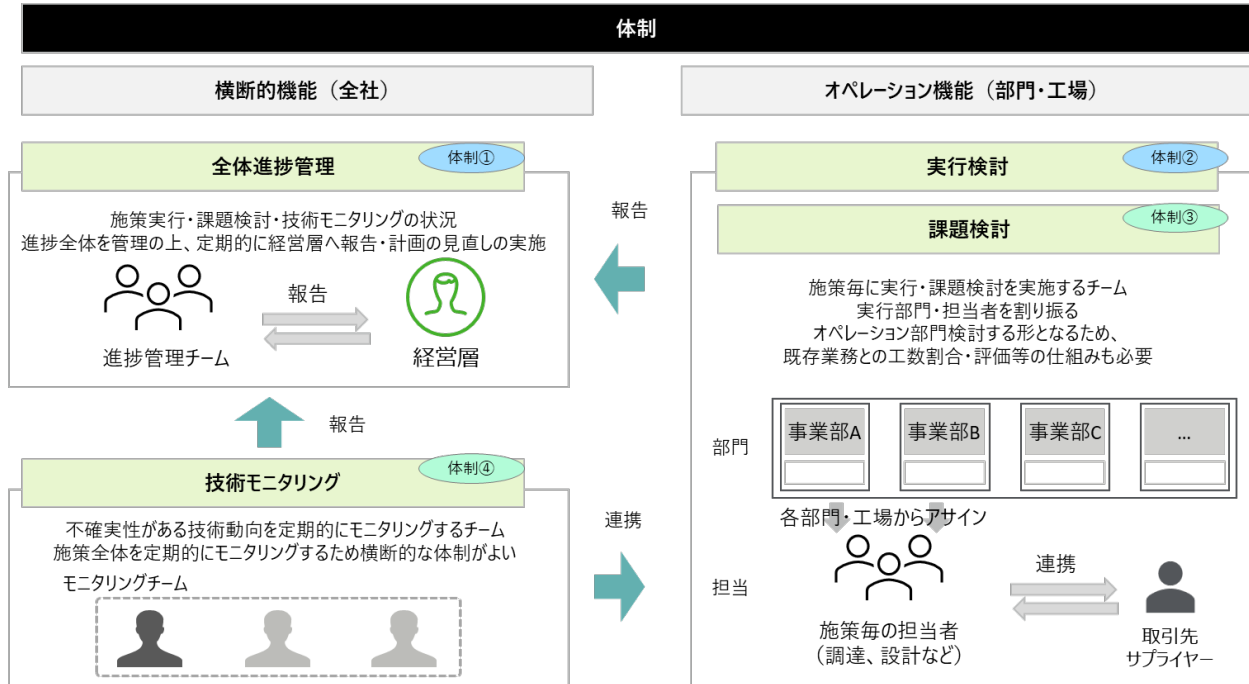 体制
横断的機能（全社）
オペレーション機能（部門・工場）
全体進捗管理
体制①
施策実行・課題検討・技術モニタリングの状況
進捗全体を管理の上、定期的に経営層へ報告・計画の見直しの実施
報告
進捗管理チーム
経営層
報告
報告
技術モニタリング
体制④
不確実性がある技術動向を定期的にモニタリングするチーム
施策全体を定期的にモニタリングするため横断的な体制がよい
モニタリングチーム
連携
実行検討
体制②
課題検討
体制③
施策毎に実行・課題検討を実施するチーム
実行部門・担当者を割り振る
オペレーション部門検討する形となるため、
既存業務との工数割合・評価等の仕組みも必要
部門
事業部A
事業部B
事業部C
...
各部門・工場からアサイン
担当
連携
施策毎の担当者
（調達、設計など）
取引先
サプライヤー